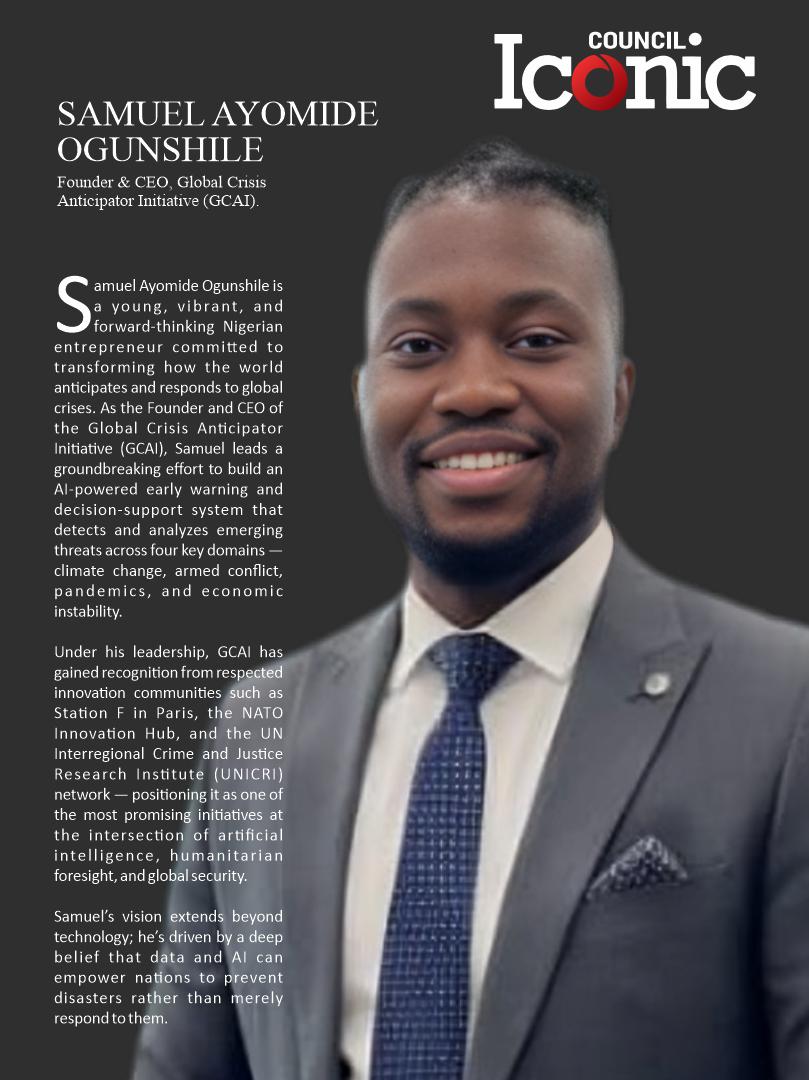 COUNCIL
Iconic
SAMUEL AYOMIDE
OGUNSHILE
Founder & CEO, Global Crisis
Anticipator Initiative (GCAI).
Samuel Ayomide Ogunshile is
a young, vibrant, and
forward-thinking Nigerian
entrepreneur committed to
transforming how the world
anticipates and responds to global
crises. As the Founder and CEO of
the Global Crisis Anticipator
Initiative (GCAI), Samuel leads a
groundbreaking effort to build an
AI-powered early warning and
decision-support system that
detects and analyzes emerging
threats across four key domains —
climate change, armed conflict,
pandemics, and economic
instability.
Under his leadership, GCAI has
gained recognition from respected
innovation communities such as
Station F in Paris, the NATO
Innovation Hub, and the UN
Interregional Crime and Justice
Research Institute (UNICRI)
network — positioning it as one of
the most promising initiatives at
the intersection of artificial
intelligence, humanitarian
foresight, and global security.
Samuel’s vision extends beyond
technology; he’s driven by a deep
belief that data and AI can
empower nations to prevent
disasters rather than merely
respond to them.